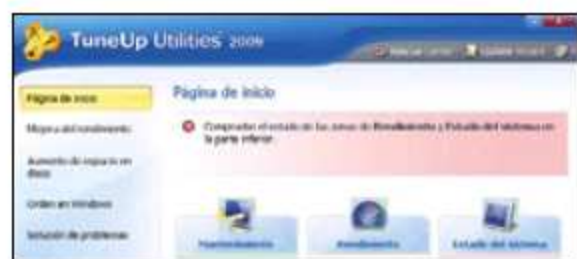 TuneUp Utilities 2009
Página de inicio
Página de inicio
Mejora del rendimiento
Comprueba el estado de las zonas de Rendimiento y Estado del sistema en
la parte inferior.
Aumento de espacio en
disco
Orden en Windows
Solución de problemas
Mantenimiento
Rendimiento
Estado del sistema